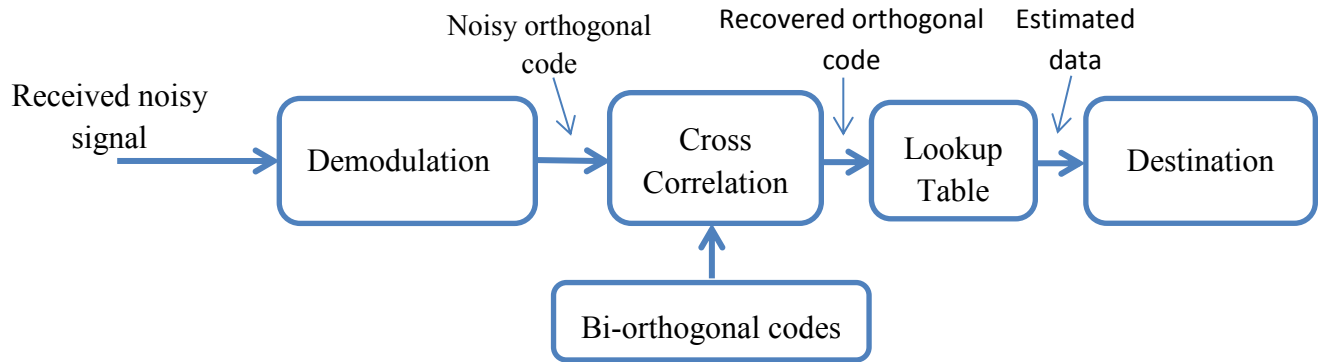 Received noisy
signal
Demodulation
Noisy orthogonal
code
Cross
Correlation
Bi-orthogonal codes
Recovered orthogonal
code
Lookup
Table
Estimated
data
Destination